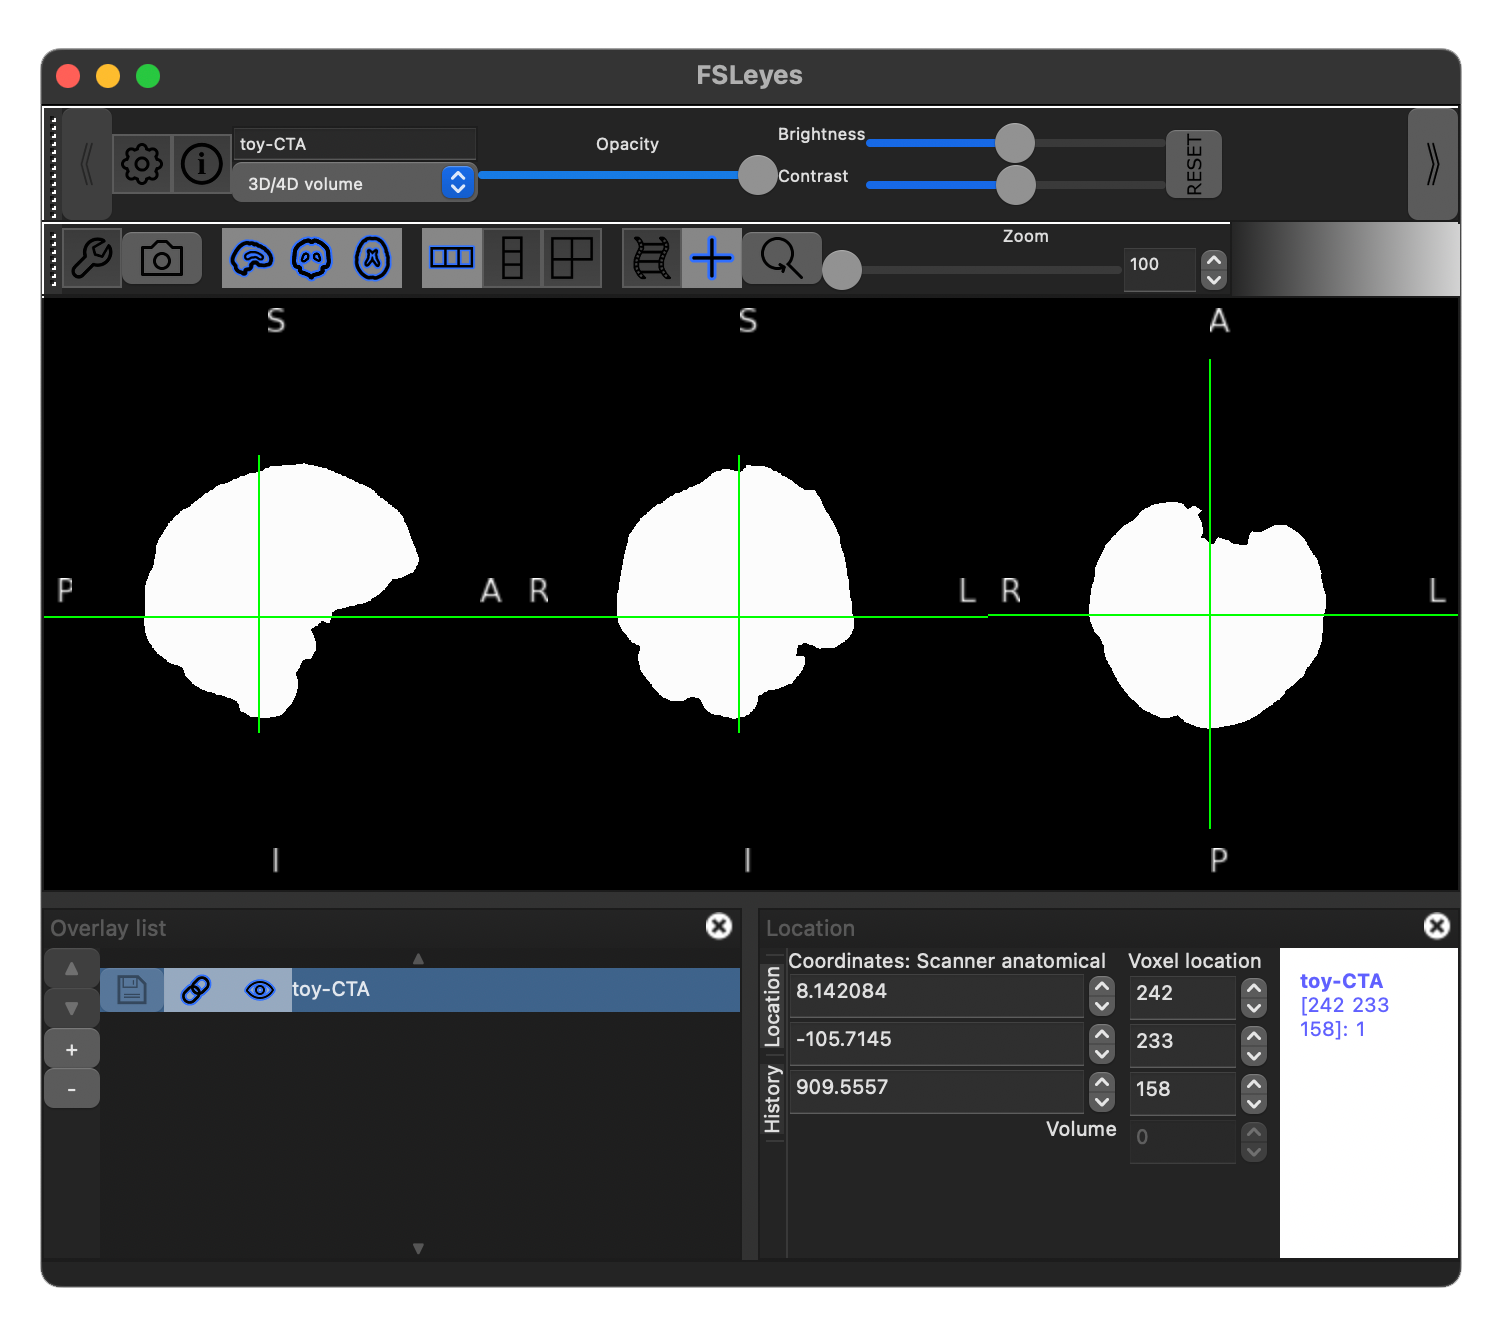 FSLeyes
toy-CTA
3D/4D volume
Opacity
Brightness
Contrast
RESET
Zoom
100
S
S
A
P
A
R
L
R
L
I
I
P
Overlay list
toy-CTA
+
-
Location
Location
History
Coordinates: Scanner anatomical
Voxel location
8.142084
242
-105.7145
233
909.5557
158
Volume
0
toy-CTA
[242 233
158]: 1